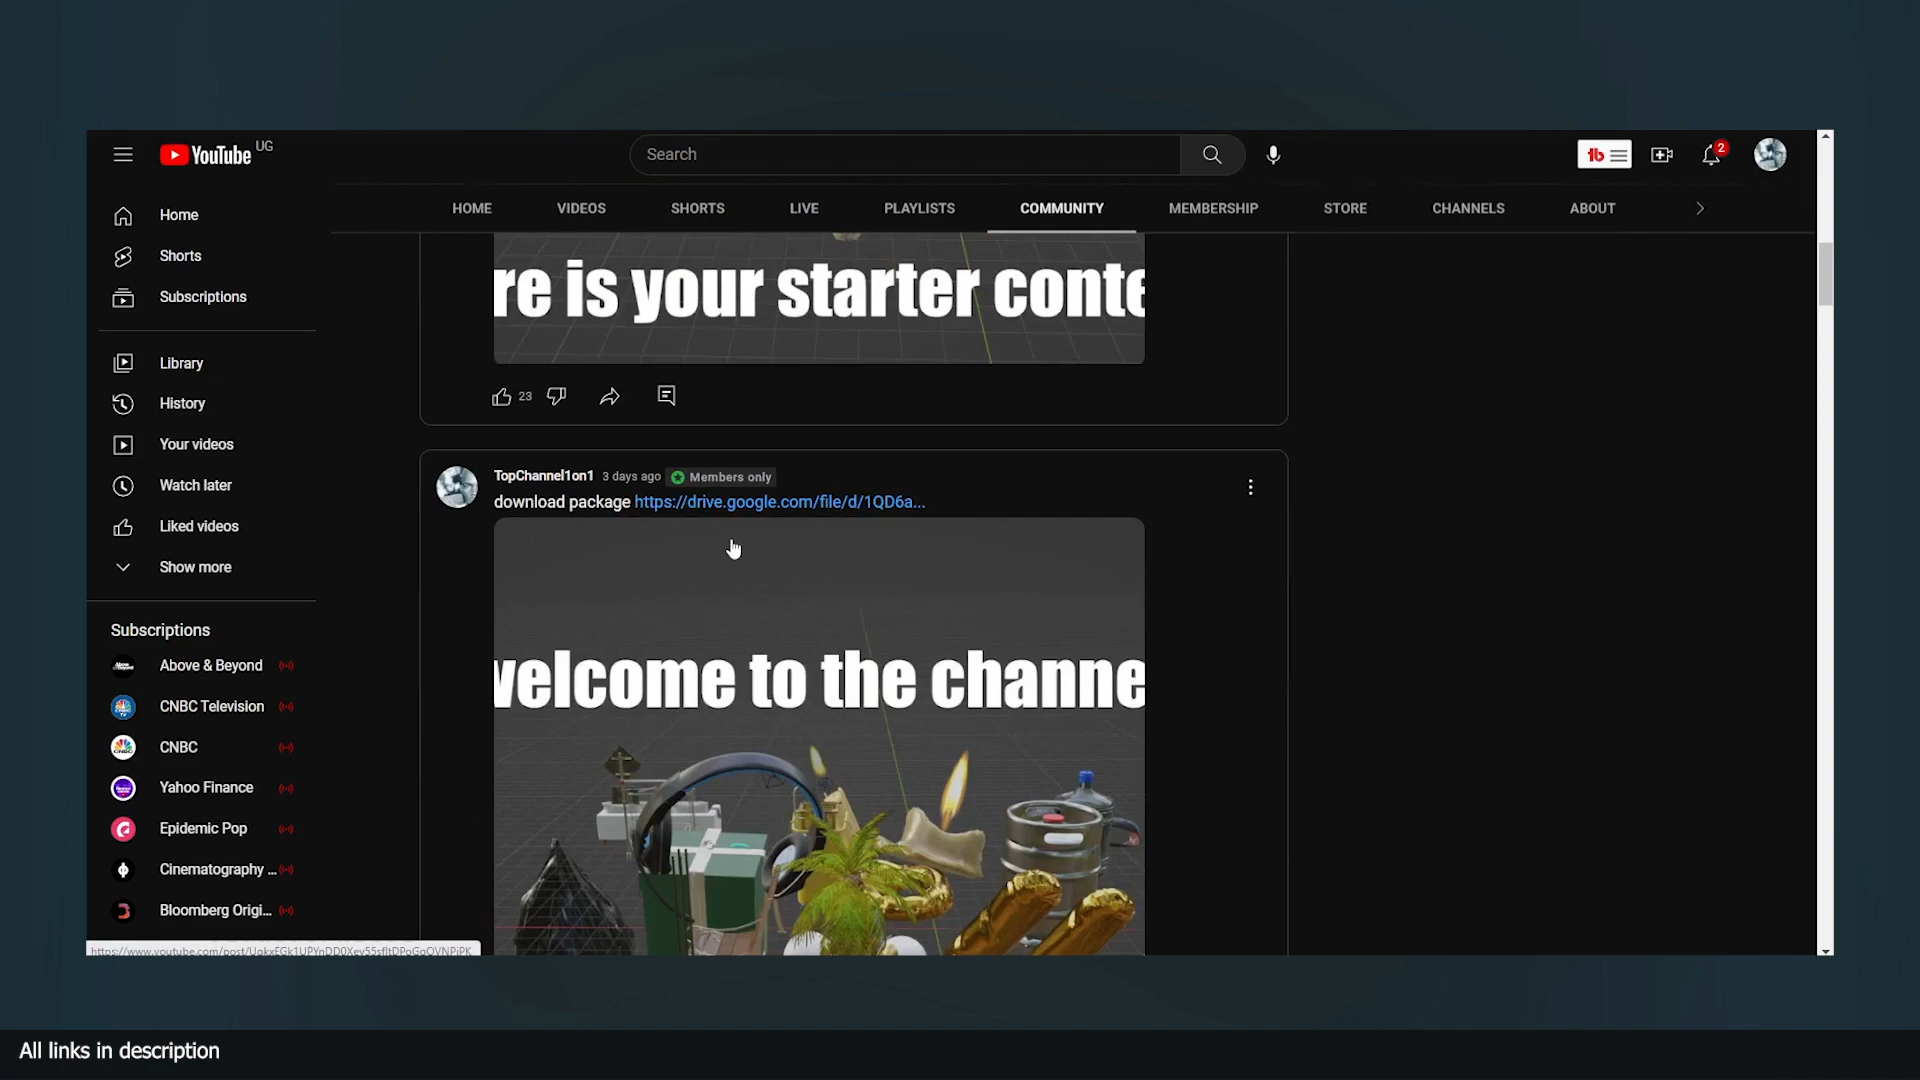 YouTube UG
Search
2
HOME VIDEOS SHORTS LIVE PLAYLISTS COMMUNITY MEMBERSHIP STORE CHANNELS ABOUT
Home
Shorts
Subscriptions
Library
History
Your videos
Watch later
Liked videos
Show more
Subscriptions
Above & Beyond
CNBC Television
CNBC
Yahoo Finance
Epidemic Pop
Cinematography ...
Bloomberg Origi...
re is your starter conte
23
TopChannel1on1 3 days ago Members only
download package https://drive.google.com/file/d/1QD6a...
welcome to the channe
All links in description